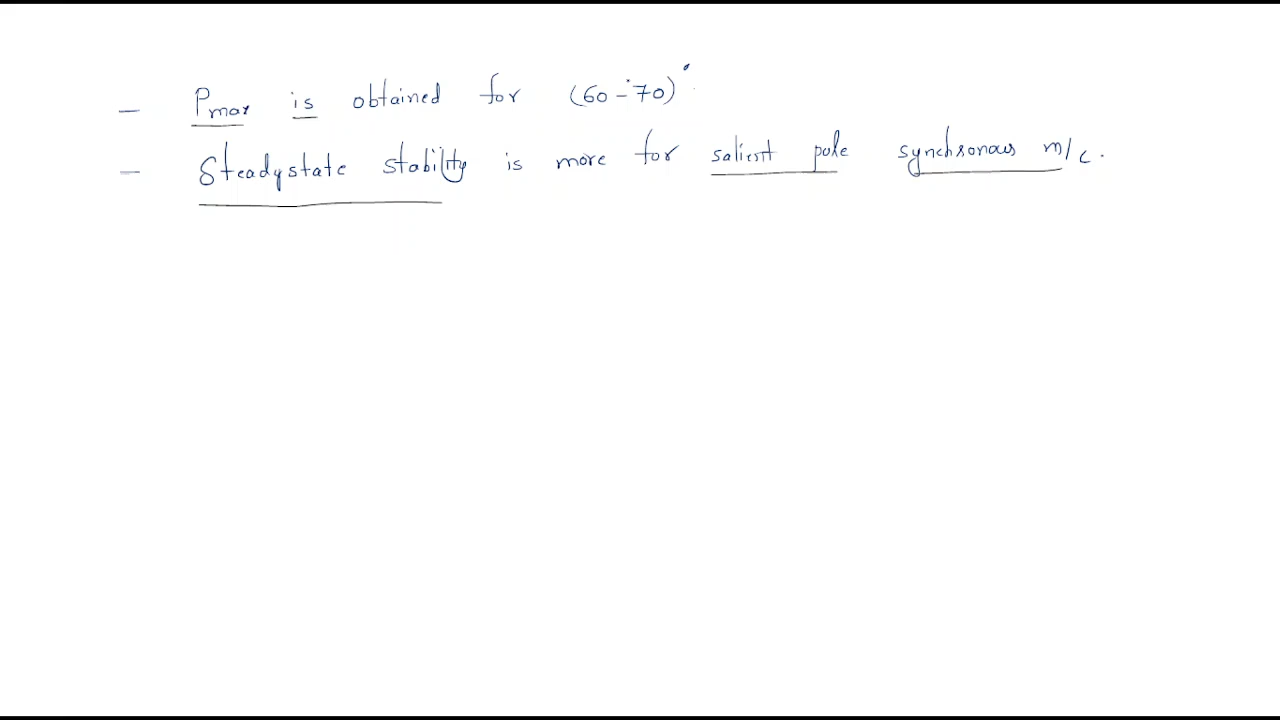 – Pmax is obtained for (60-70)°
– Steadystate stability is more for salient pole synchronous m/c.